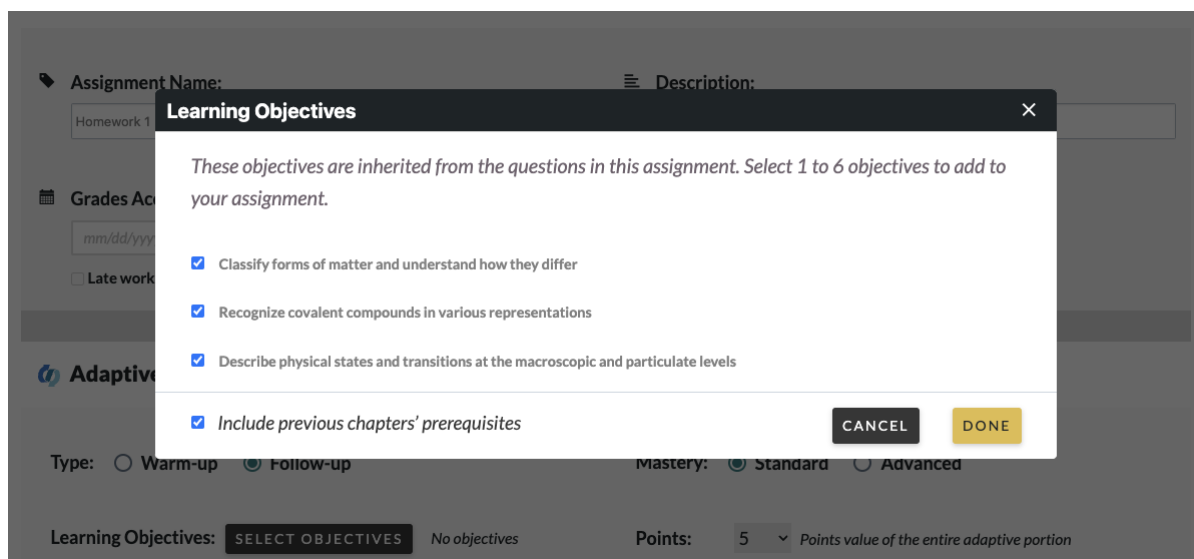 Assignment Name:
Description:
Homework 1
Learning Objectives
These objectives are inherited from the questions in this assignment. Select 1 to 6 objectives to add to
your assignment.
Grades Acc
mm/dd/yyy
Late work
Classify forms of matter and understand how they differ
Recognize covalent compounds in various representations
Describe physical states and transitions at the macroscopic and particulate levels
Adaptive
Include previous chapters’ prerequisites
CANCEL
DONE
Type: Warm-up Follow-up
Mastery: Standard Advanced
Learning Objectives: SELECT OBJECTIVES No objectives
Points: 5 Points value of the entire adaptive portion